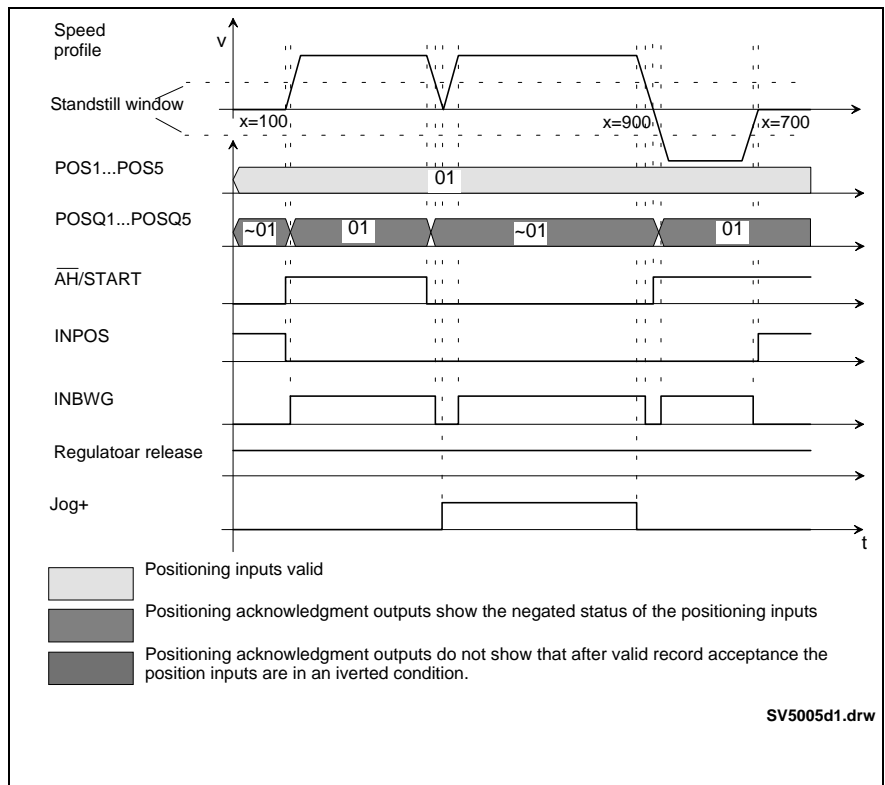 Speed
profile
v
Standstill window
x=100
x=900
x=700
POS1...POS5
01
POSQ1...POSQ5
~01
01
~01
01
A̅H̅/START
INPOS
INBWG
Regulatoar release
Jog+
t
Positioning inputs valid
Positioning acknowledgment outputs show the negated status of the positioning inputs
Positioning acknowledgment outputs do not show that after valid record acceptance the
position inputs are in an iverted condition.
SV5005d1.drw